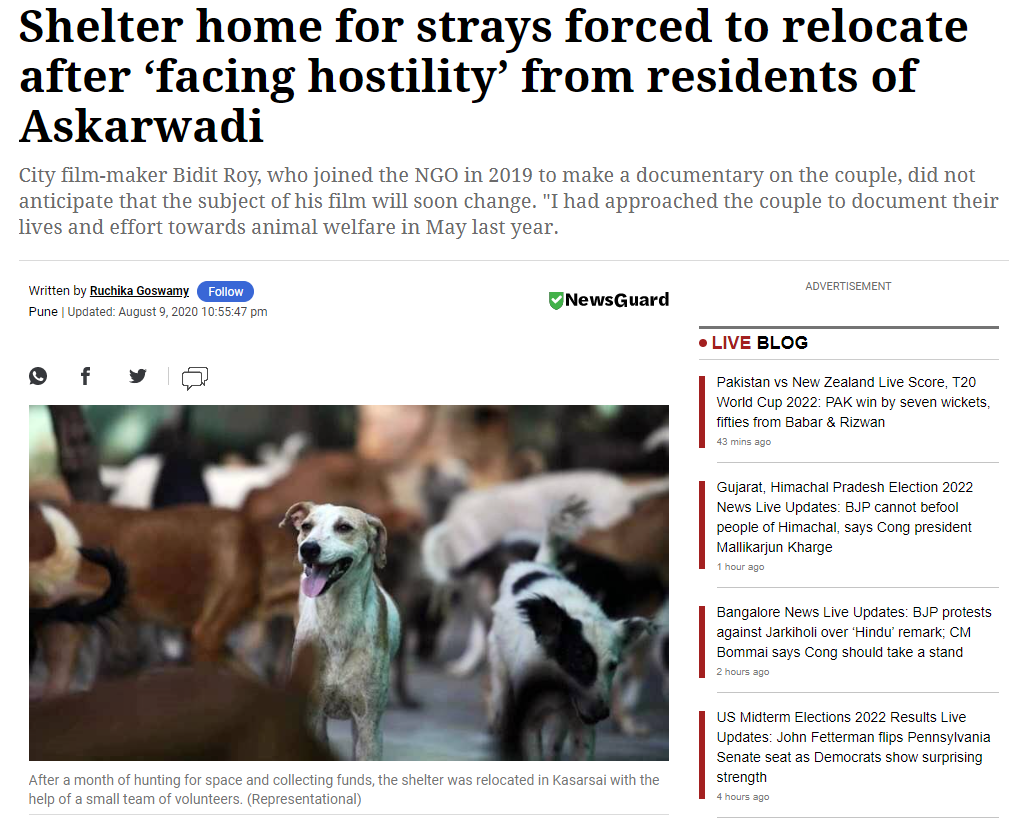 Shelter home for strays forced to relocate
after ‘facing hostility’ from residents of
Askarwadi
City film-maker Bidit Roy, who joined the NGO in 2019 to make a documentary on the couple, did not
anticipate that the subject of his film will soon change. "I had approached the couple to document their
lives and effort towards animal welfare in May last year.
Written by Ruchika Goswamy Follow
Pune | Updated: August 9, 2020 10:55:47 pm
NewsGuard
After a month of hunting for space and collecting funds, the shelter was relocated in Kasarsai with the
help of a small team of volunteers. (Representational)
ADVERTISEMENT
LIVE BLOG
Pakistan vs New Zealand Live Score, T20
World Cup 2022: PAK win by seven wickets,
fifties from Babar & Rizwan
43 mins ago
Gujarat, Himachal Pradesh Election 2022
News Live Updates: BJP cannot befool
people of Himachal, says Cong president
Mallikarjun Kharge
1 hour ago
Bangalore News Live Updates: BJP protests
against Jarkiholi over ‘Hindu’ remark; CM
Bommai says Cong should take a stand
2 hours ago
US Midterm Elections 2022 Results Live
Updates: John Fetterman flips Pennsylvania
Senate seat as Democrats show surprising
strength
4 hours ago